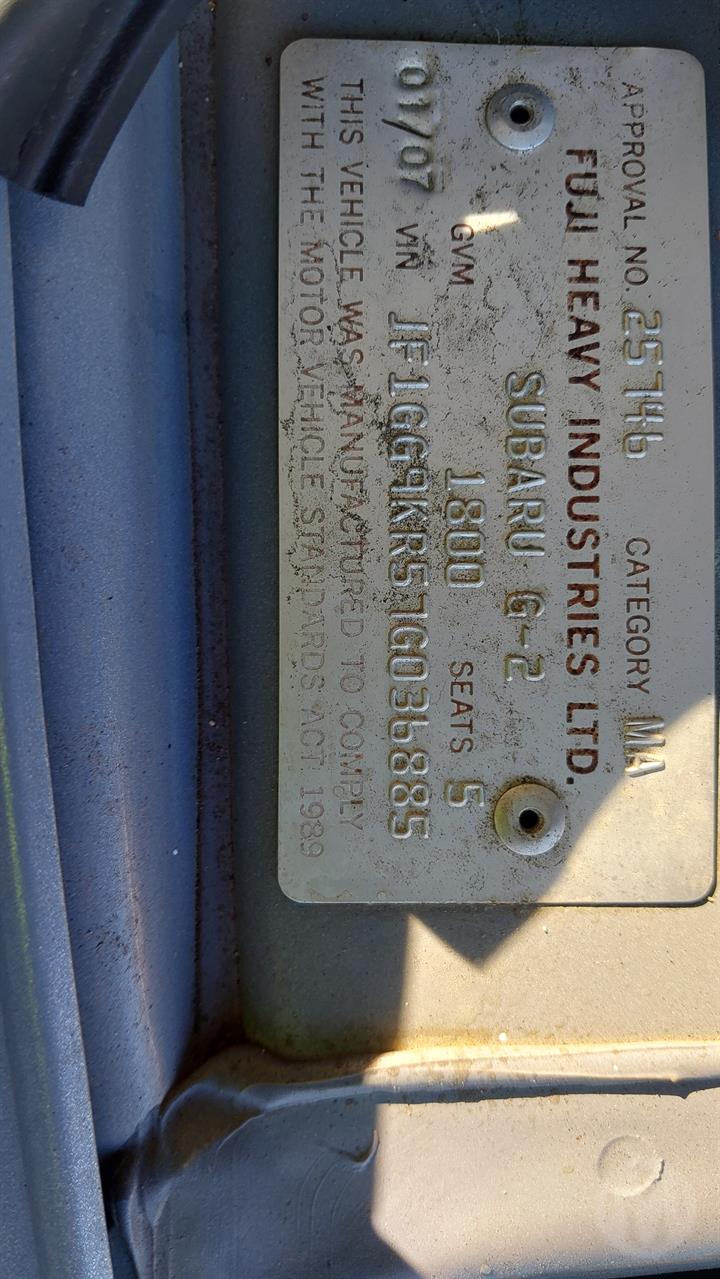 APPROVAL NO. 25746 CATEGORY MA
FUJI HEAVY INDUSTRIES LTD.
SUBARU G-2
GVM 1800 SEATS 5
01/07 VIN JF1GG9KR57G036885
THIS VEHICLE WAS MANUFACTURED TO COMPLY
WITH THE MOTOR VEHICLE STANDARDS ACT 1989